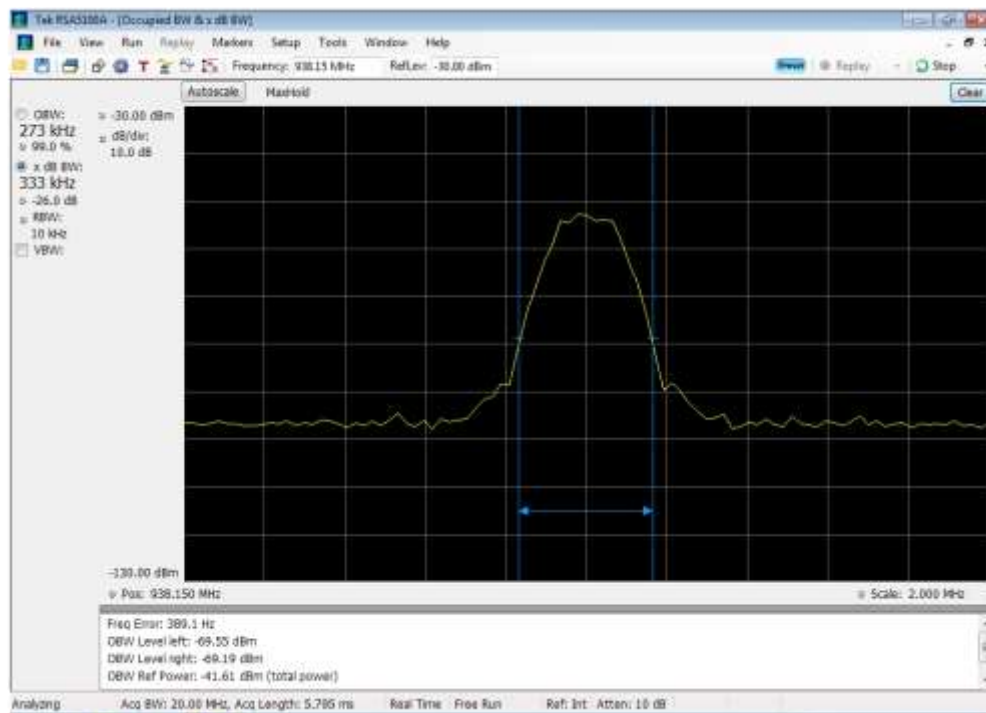 Tek RSA5100A - [Occupied BW & x dB BW]
File View Run Replay Markers Setup Tools Window Help
Frequency: 938.15 MHz RefLev: -30.00 dBm Preset Replay Stop
Autoscale MaxHold Clear
OBW:
273 kHz
99.0 %
x dB BW:
333 kHz
-26.0 dB
RBW:
10 kHz
VBW:
-30.00 dBm
dB/div:
10.0 dB
-130.00 dBm
Pos: 938.150 MHz Scale: 2.000 MHz
Freq Error: 389.1 Hz
OBW Level left: -69.55 dBm
OBW Level right: -69.19 dBm
OBW Ref Power: -41.61 dBm (total power)
Analyzing Acq BW: 20.00 MHz, Acq Length: 5.785 ms Real Time Free Run Ref: Int Atten: 10 dB